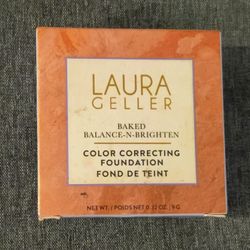 LAURA
GELLER
BAKED
BALANCE-N-BRIGHTEN
COLOR CORRECTING
FOUNDATION
FOND DE TEINT
NET WT. / POIDS NET 0.32 OZ. / 9 G